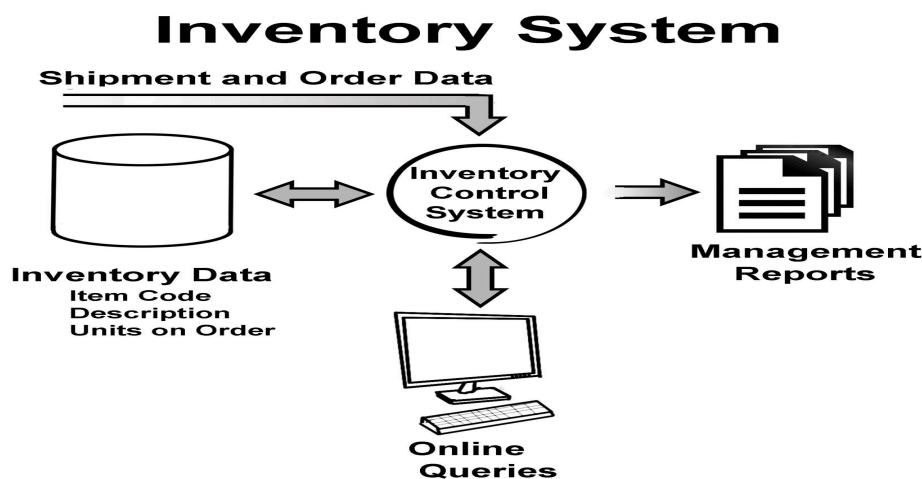 Inventory System
Shipment and Order Data
Inventory
Control
System
Management
Reports
Inventory Data
Item Code
Description
Units on Order
Online
Queries